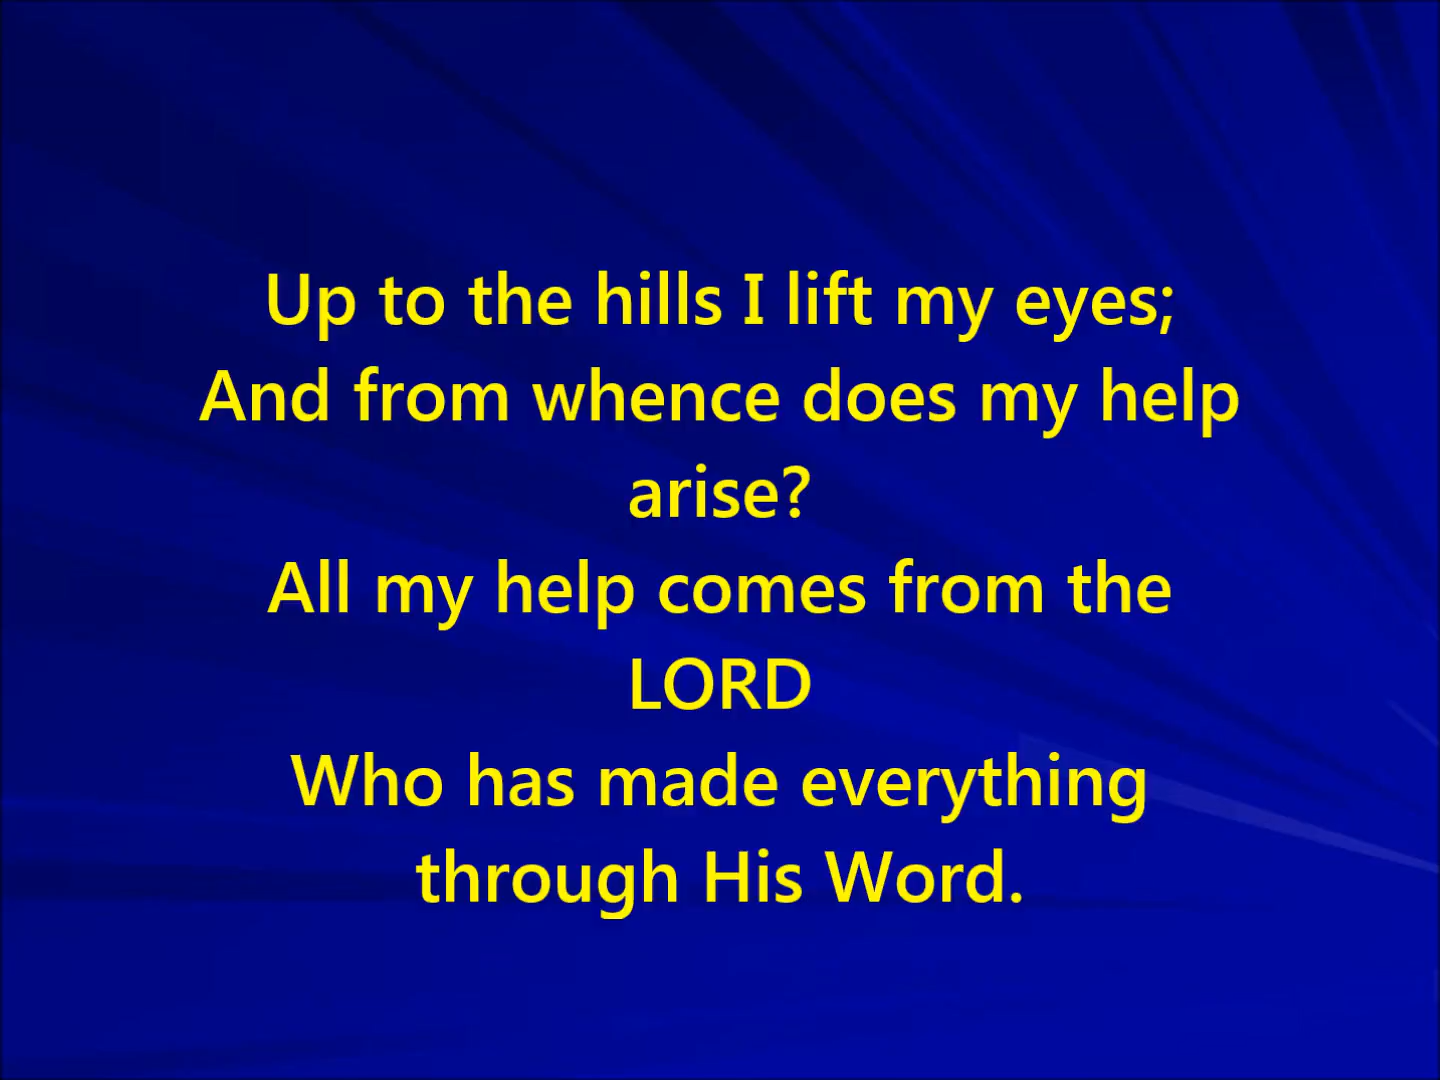 Up to the hills I lift my eyes;
And from whence does my help
arise?
All my help comes from the
LORD
Who has made everything
through His Word.